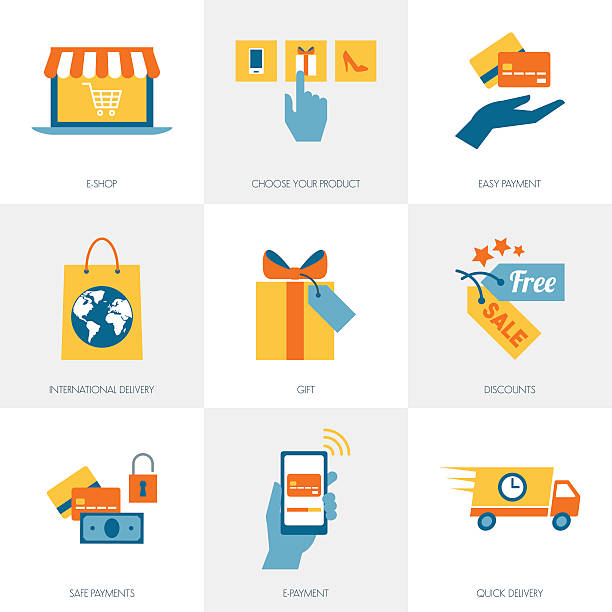 E-SHOP
CHOOSE YOUR PRODUCT
EASY PAYMENT
INTERNATIONAL DELIVERY
GIFT
Free
SALE
DISCOUNTS
SAFE PAYMENTS
E-PAYMENT
QUICK DELIVERY